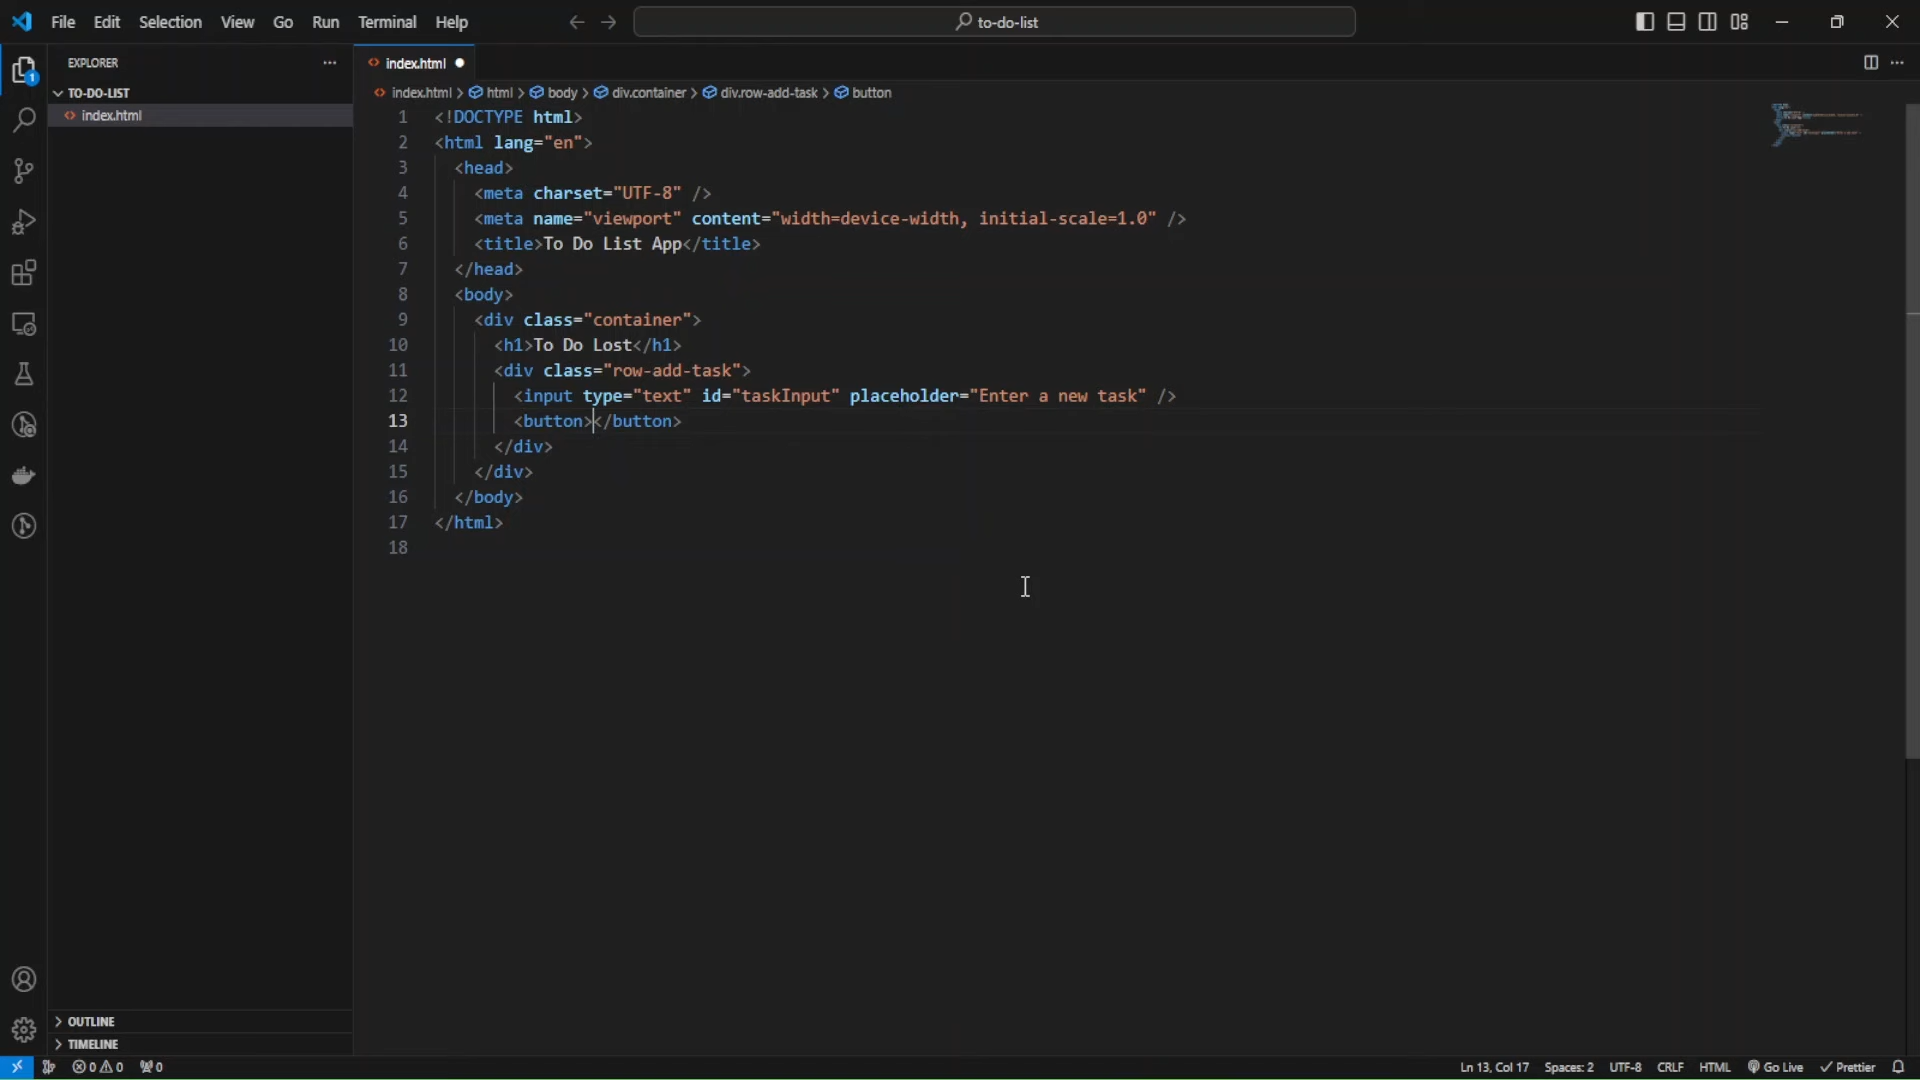 File Edit Selection View Go Run Terminal Help
to-do-list
EXPLORER
1
TO-DO-LIST
index.html
OUTLINE
TIMELINE
index.html
index.html > html > body > div.container > div.row-add-task > button
1 <!DOCTYPE html>
2 <html lang="en">
3 <head>
4 <meta charset="UTF-8" />
5 <meta name="viewport" content="width=device-width, initial-scale=1.0" />
6 <title>To Do List App</title>
7 </head>
8 <body>
9 <div class="container">
10 <h1>To Do Lost</h1>
11 <div class="row-add-task">
12 <input type="text" id="taskInput" placeholder="Enter a new task" />
13 <button></button>
14 </div>
15 </div>
16 </body>
17 </html>
18
0 0 0 Ln 13, Col 17 Spaces: 2 UTF-8 CRLF HTML Go Live Prettier